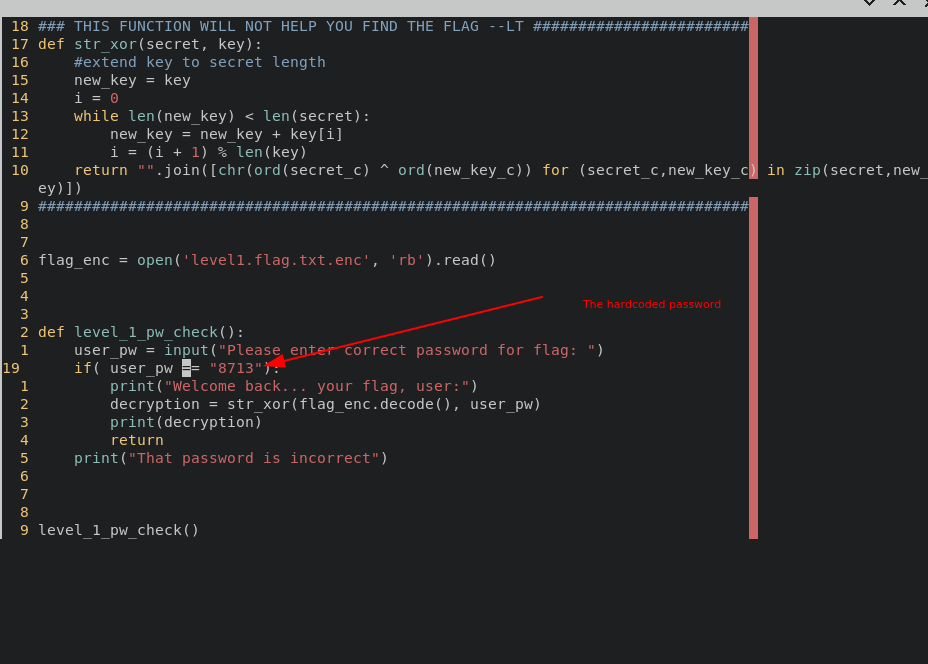 18 ### THIS FUNCTION WILL NOT HELP YOU FIND THE FLAG --LT ########################
17 def str_xor(secret, key):
16     #extend key to secret length
15     new_key = key
14     i = 0
13     while len(new_key) < len(secret):
12         new_key = new_key + key[i]
11         i = (i + 1) % len(key)
10     return "".join([chr(ord(secret_c) ^ ord(new_key_c)) for (secret_c,new_key_c) in zip(secret,new_
ey)])
9 ###############################################################################
8
7
6 flag_enc = open('level1.flag.txt.enc', 'rb').read()
5
4
The hardcoded password
3
2 def level_1_pw_check():
1     user_pw = input("Please enter correct password for flag: ")
19     if( user_pw == "8713"):
1         print("Welcome back... your flag, user:")
2         decryption = str_xor(flag_enc.decode(), user_pw)
3         print(decryption)
4         return
5     print("That password is incorrect")
6
7
8
9 level_1_pw_check()